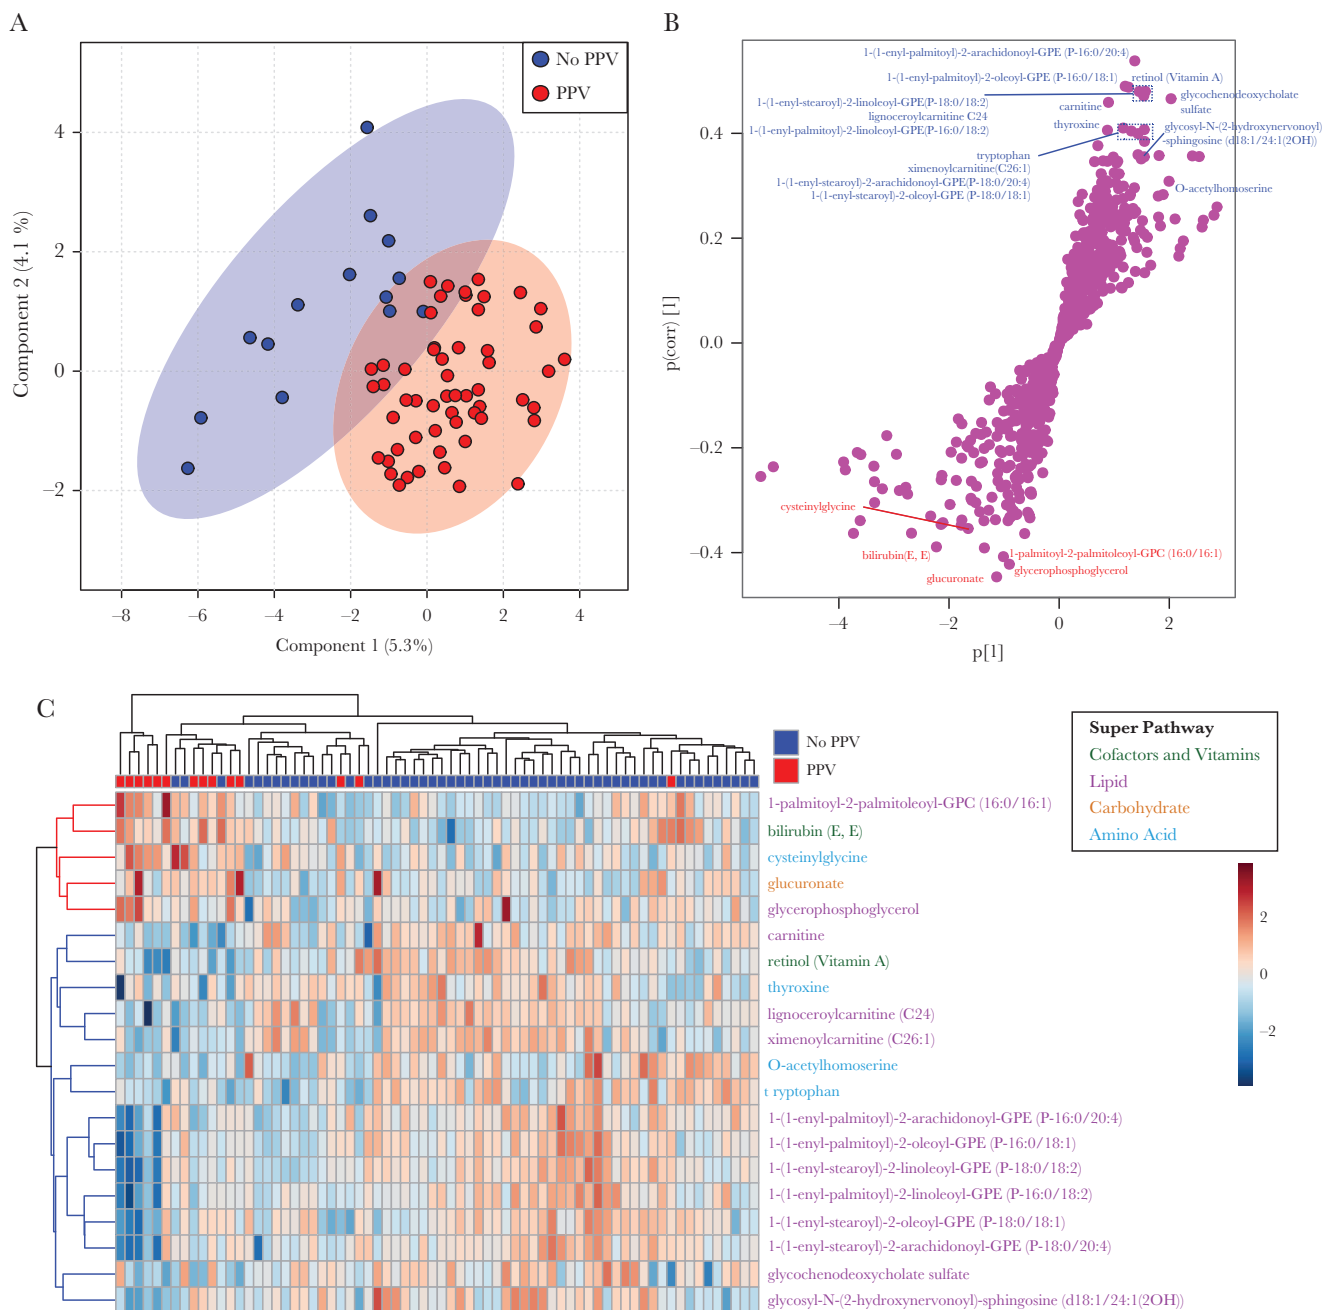 A
No PPV
PPV
4
2
0
−2
Component 2 (4.1 %)
−8
−6
−4
−2
0
2
4
Component 1 (5.3%)
B
1-(1-enyl-palmitoyl)-2-arachidonoyl-GPE (P-16:0/20:4)
1-(1-enyl-palmitoyl)-2-oleoyl-GPE (P-16:0/18:1)
retinol (Vitamin A)
1-(1-enyl-stearoyl)-2-linoleoyl-GPE(P-18:0/18:2)
lignoceroylcarnitine C24
1-(1-enyl-palmitoyl)-2-linoleoyl-GPE(P-16:0/18:2)
carnitine
thyroxine
glycochenodeoxycholate
sulfate
glycosyl-N-(2-hydroxynervonoyl)
-sphingosine (d18:1/24:1(2OH))
tryptophan
ximenoylcarnitine(C26:1)
1-(1-enyl-stearoyl)-2-arachidonoyl-GPE(P-18:0/20:4)
1-(1-enyl-stearoyl)-2-oleoyl-GPE (P-18:0/18:1)
O-acetylhomoserine
cysteinylglycine
bilirubin(E, E)
1-palmitoyl-2-palmitoleoyl-GPC (16:0/16:1)
glycerophosphoglycerol
glucuronate
0.4
0.2
0.0
−0.2
−0.4
p(corr) [1]
−4
−2
0
2
p[1]
C
No PPV
PPV
Super Pathway
Cofactors and Vitamins
Lipid
Carbohydrate
Amino Acid
2
0
−2
1-palmitoyl-2-palmitoleoyl-GPC (16:0/16:1)
bilirubin (E, E)
cysteinylglycine
glucuronate
glycerophosphoglycerol
carnitine
retinol (Vitamin A)
thyroxine
lignoceroylcarnitine (C24)
ximenoylcarnitine (C26:1)
O-acetylhomoserine
t ryptophan
1-(1-enyl-palmitoyl)-2-arachidonoyl-GPE (P-16:0/20:4)
1-(1-enyl-palmitoyl)-2-oleoyl-GPE (P-16:0/18:1)
1-(1-enyl-stearoyl)-2-linoleoyl-GPE (P-18:0/18:2)
1-(1-enyl-palmitoyl)-2-linoleoyl-GPE (P-16:0/18:2)
1-(1-enyl-stearoyl)-2-oleoyl-GPE (P-18:0/18:1)
1-(1-enyl-stearoyl)-2-arachidonoyl-GPE (P-18:0/20:4)
glycochenodeoxycholate sulfate
glycosyl-N-(2-hydroxynervonoyl)-sphingosine (d18:1/24:1(2OH))